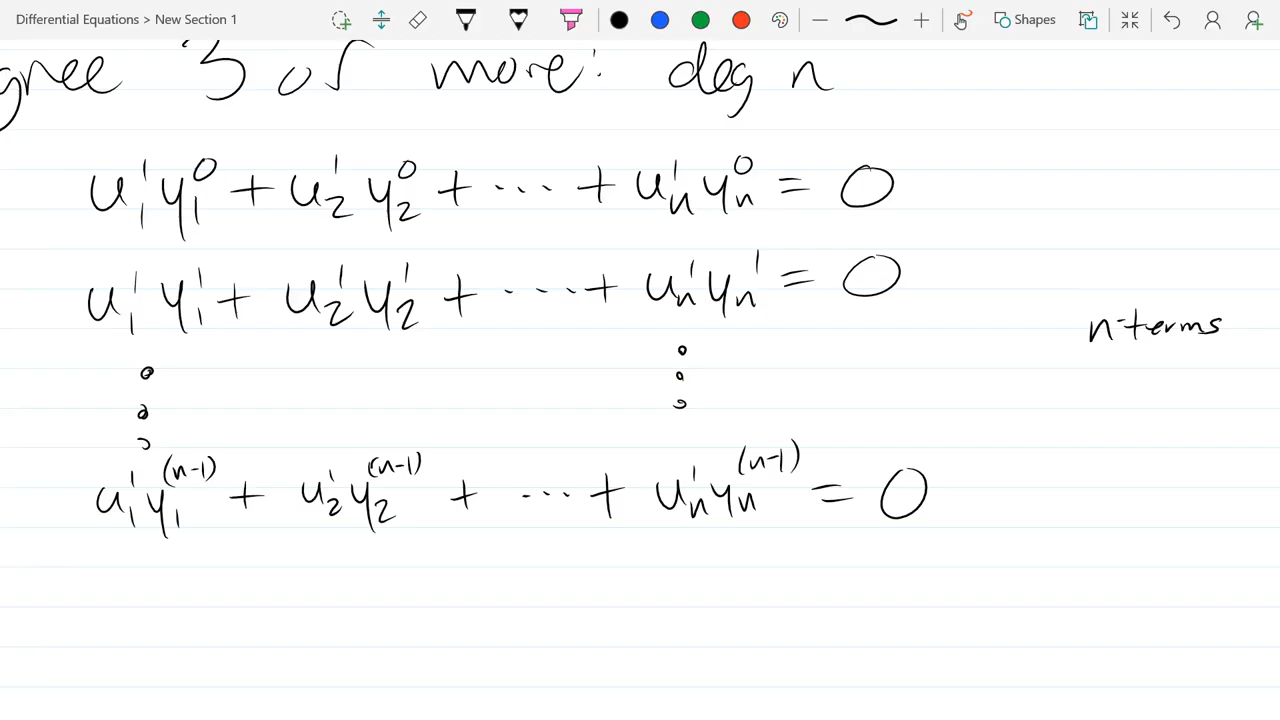 Differential Equations > New Section 1
Shapes
gree 3 or more: deg n
u₁' y₁⁰ + u₂' y₂⁰ + ··· + uₙ' yₙ⁰ = 0
u₁' y₁' + u₂' y₂' + ··· + uₙ' yₙ' = 0
n-terms
u₁' y₁⁽ⁿ⁻¹⁾ + u₂' y₂⁽ⁿ⁻¹⁾ + ··· + uₙ' yₙ⁽ⁿ⁻¹⁾ = 0